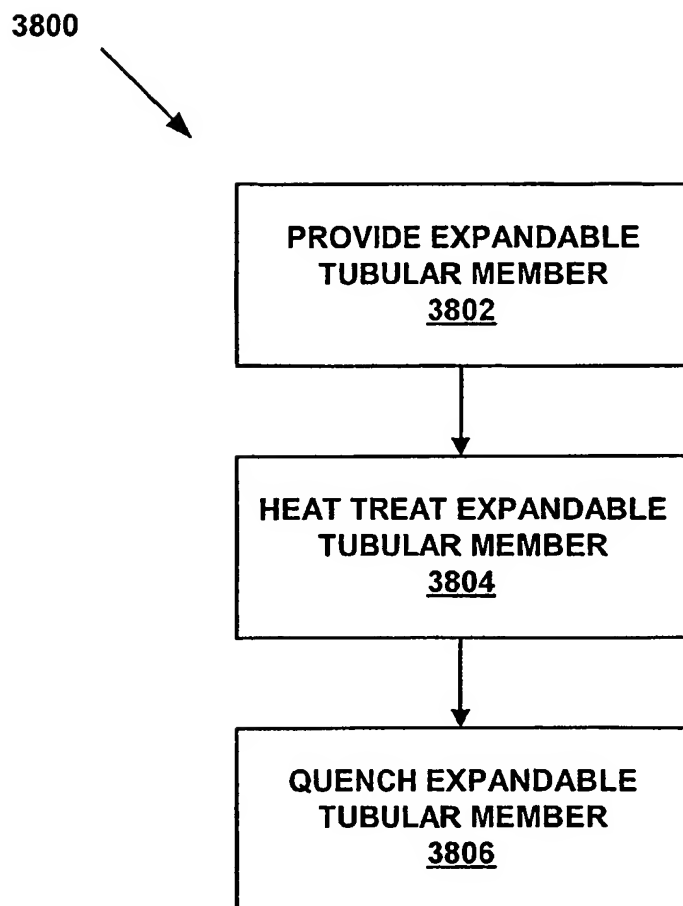 3800
PROVIDE EXPANDABLE
TUBULAR MEMBER
3802
HEAT TREAT EXPANDABLE
TUBULAR MEMBER
3804
QUENCH EXPANDABLE
TUBULAR MEMBER
3806